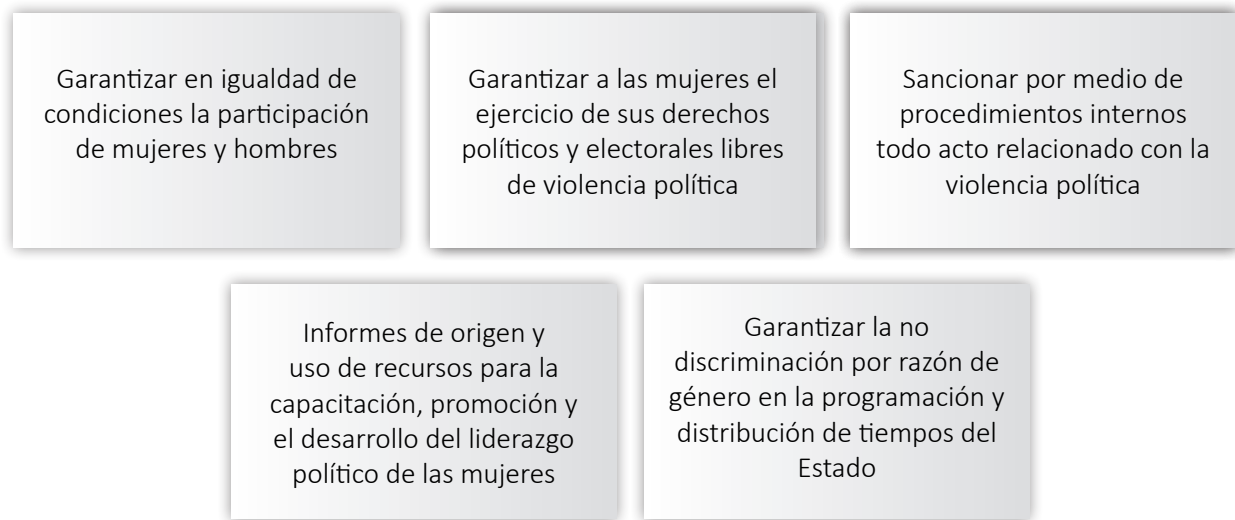 Garantizar en igualdad de
condiciones la participación
de mujeres y hombres
Garantizar a las mujeres el
ejercicio de sus derechos
políticos y electorales libres
de violencia política
Sancionar por medio de
procedimientos internos
todo acto relacionado con la
violencia política
Informes de origen y
uso de recursos para la
capacitación, promoción y
el desarrollo del liderazgo
político de las mujeres
Garantizar la no
discriminación por razón de
género en la programación y
distribución de tiempos del
Estado